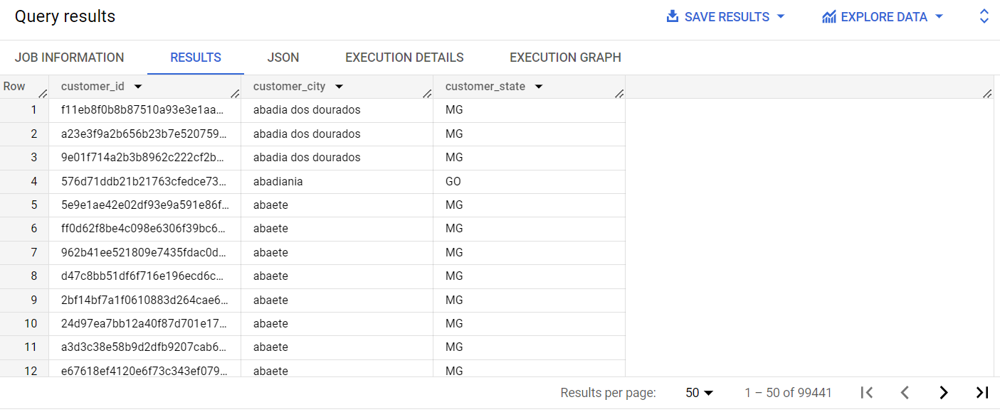 Query results SAVE RESULTS EXPLORE DATA
JOB INFORMATION RESULTS JSON EXECUTION DETAILS EXECUTION GRAPH
Row customer_id customer_city customer_state
1 f11eb8f0b8b87510a93e3e1aa... abadia dos dourados MG
2 a23e3f9a2b656b23b7e520759... abadia dos dourados MG
3 9e01f714a2b3b8962c222cf2b... abadia dos dourados MG
4 576d71ddb21b21763cfedce73... abadiania GO
5 5e9e1ae42e02df93e9a591e86f... abaete MG
6 ff0d62f8be4c098e6306f39bc6... abaete MG
7 962b41ee521809e7435fdac0d... abaete MG
8 d47c8bb51df6f716e196ecd6c... abaete MG
9 2bf14bf7a1f0610883d264cae6... abaete MG
10 24d97ea7bb12a40f87d701e17... abaete MG
11 a3d3c38e58b9d2dfb9207cab6... abaete MG
12 e67618ef4120e6f73c343ef079... abaete MG
Results per page: 50 1 – 50 of 99441